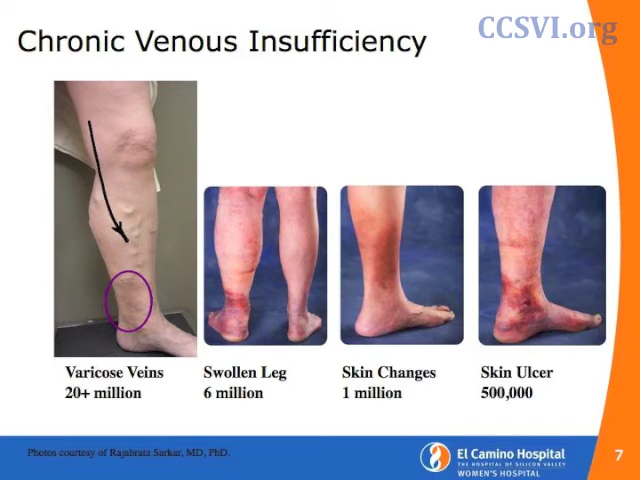 Chronic Venous Insufficiency
CCSVI.org
Varicose Veins
20+ million
Swollen Leg
6 million
Skin Changes
1 million
Skin Ulcer
500,000
Photos courtesy of Rajabrata Sarkar, MD, PhD.
El Camino Hospital
THE HOSPITAL OF SILICON VALLEY
WOMEN'S HOSPITAL
7